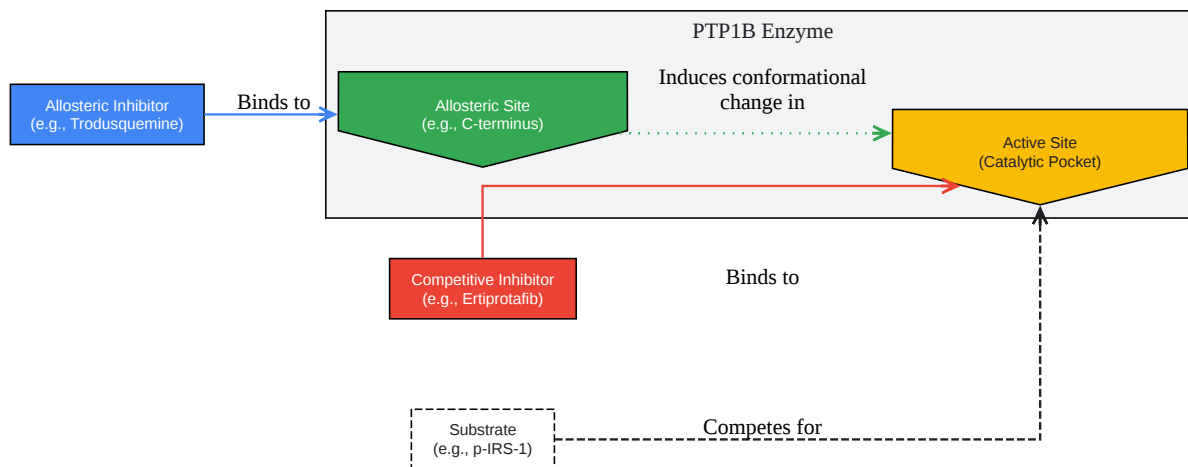 PTP1B Enzyme
Allosteric Inhibitor
(e.g., Trodusquemine)
Binds to
Allosteric Site
(e.g., C-terminus)
Induces conformational
change in
Active Site
(Catalytic Pocket)
Competitive Inhibitor
(e.g., Ertiprotafib)
Binds to
Substrate
(e.g., p-IRS-1)
Competes for